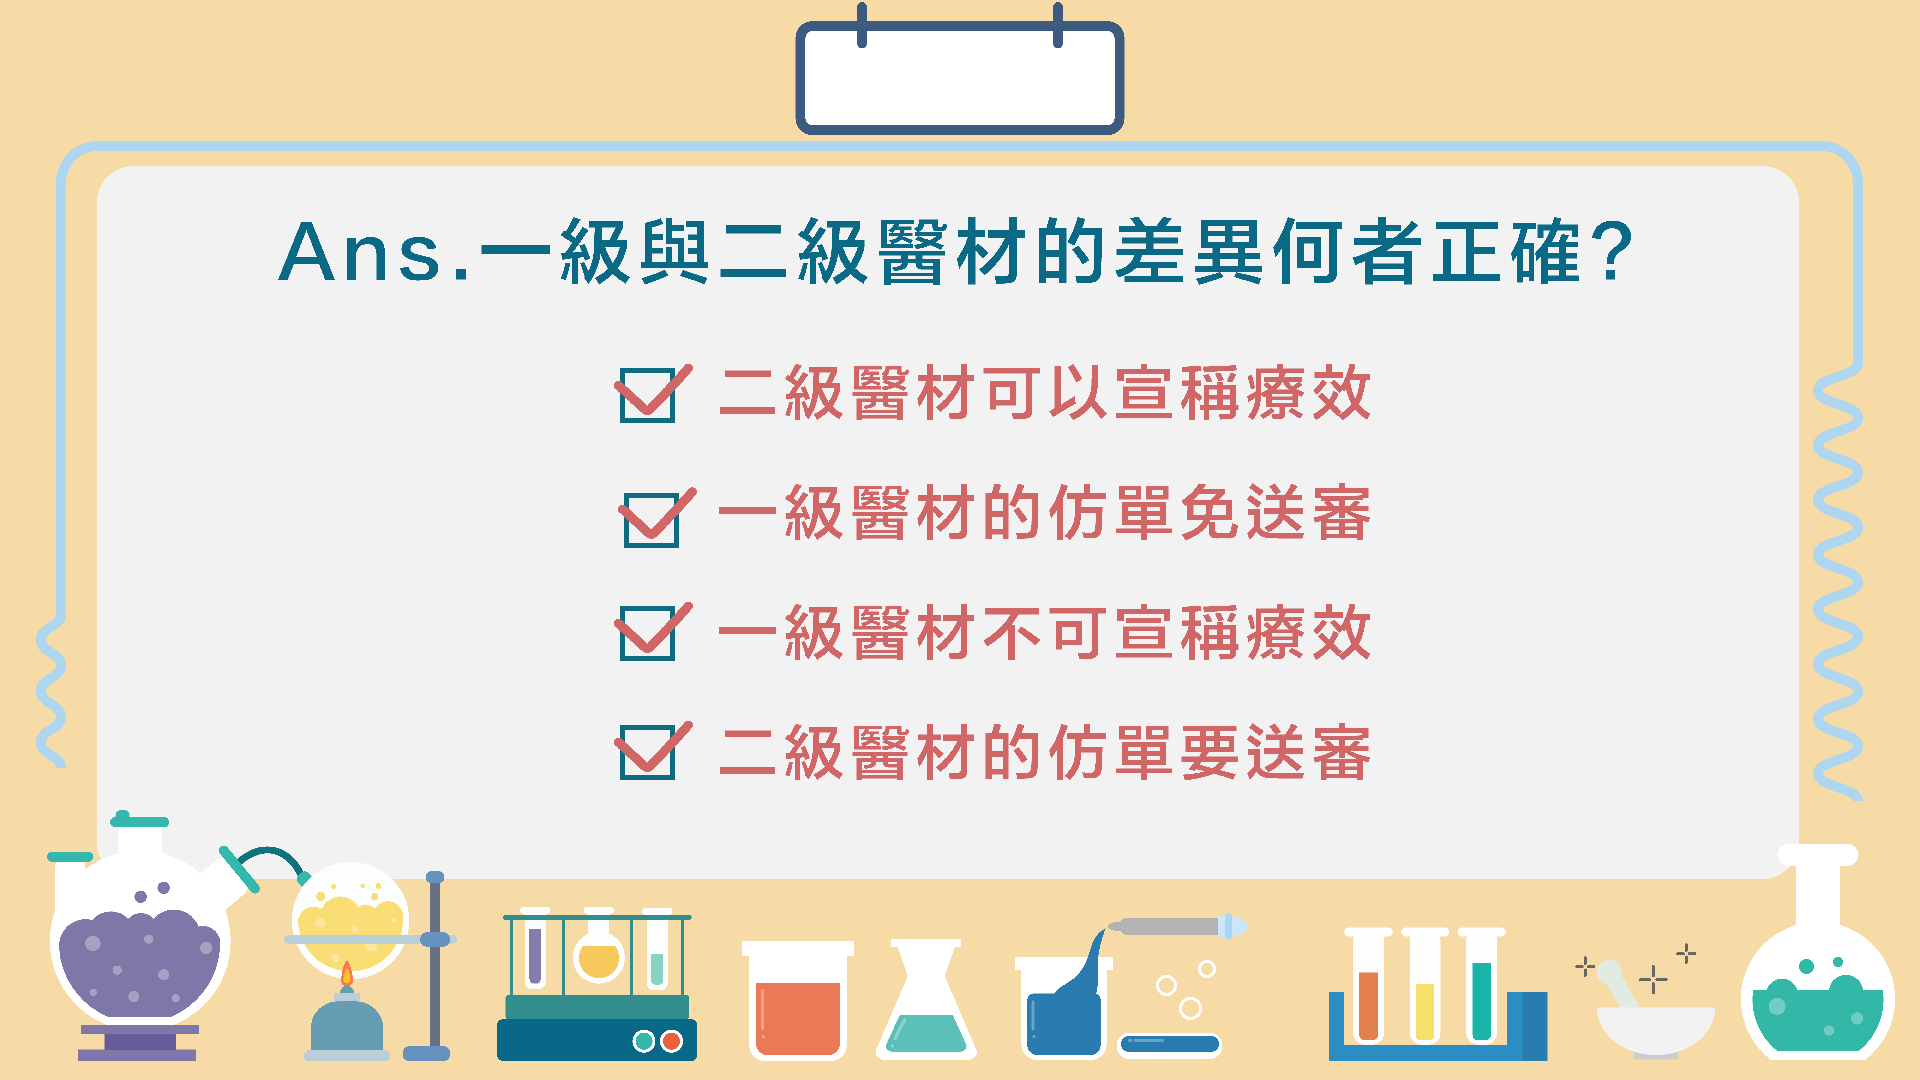 Ans.一級與二級醫材的差異何者正確?
二級醫材可以宣稱療效
一級醫材的仿單免送審
一級醫材不可宣稱療效
二級醫材的仿單要送審